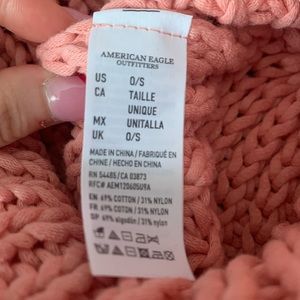 AMERICAN EAGLE
OUTFITTERS
US O/S
CA TAILLE
UNIQUE
MX UNITALLA
UK O/S
MADE IN CHINA / FABRIQUÉ EN
CHINE / HECHO EN CHINA
RN 54485/CA 03873
RFC# AEM120605U9A
EN: 69% COTTON / 31% NYLON
FR: 69% COTON / 31% NYLON
SP: 69% algodón / 31% nylon